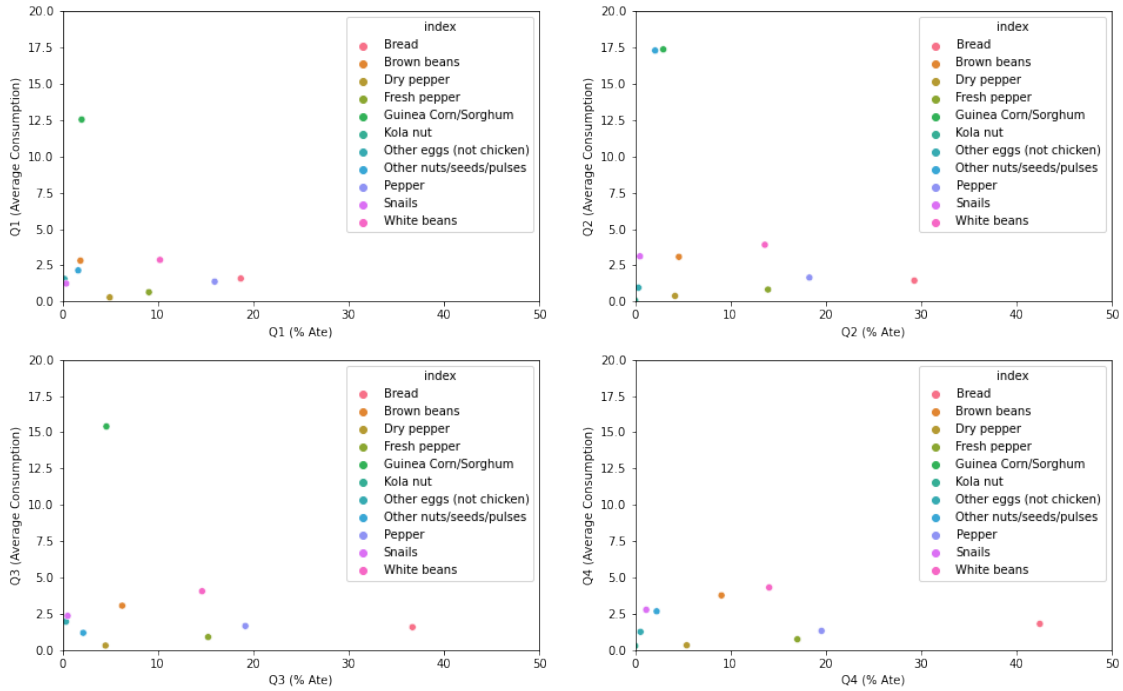 20.0
17.5
15.0
12.5
10.0
7.5
5.0
2.5
0.0
Q1 (Average Consumption)
0 10 20 30 40 50
Q1 (% Ate)
index
Bread
Brown beans
Dry pepper
Fresh pepper
Guinea Corn/Sorghum
Kola nut
Other eggs (not chicken)
Other nuts/seeds/pulses
Pepper
Snails
White beans
20.0
17.5
15.0
12.5
10.0
7.5
5.0
2.5
0.0
Q2 (Average Consumption)
0 10 20 30 40 50
Q2 (% Ate)
index
Bread
Brown beans
Dry pepper
Fresh pepper
Guinea Corn/Sorghum
Kola nut
Other eggs (not chicken)
Other nuts/seeds/pulses
Pepper
Snails
White beans
20.0
17.5
15.0
12.5
10.0
7.5
5.0
2.5
0.0
Q3 (Average Consumption)
0 10 20 30 40 50
Q3 (% Ate)
index
Bread
Brown beans
Dry pepper
Fresh pepper
Guinea Corn/Sorghum
Kola nut
Other eggs (not chicken)
Other nuts/seeds/pulses
Pepper
Snails
White beans
20.0
17.5
15.0
12.5
10.0
7.5
5.0
2.5
0.0
Q4 (Average Consumption)
0 10 20 30 40 50
Q4 (% Ate)
index
Bread
Brown beans
Dry pepper
Fresh pepper
Guinea Corn/Sorghum
Kola nut
Other eggs (not chicken)
Other nuts/seeds/pulses
Pepper
Snails
White beans